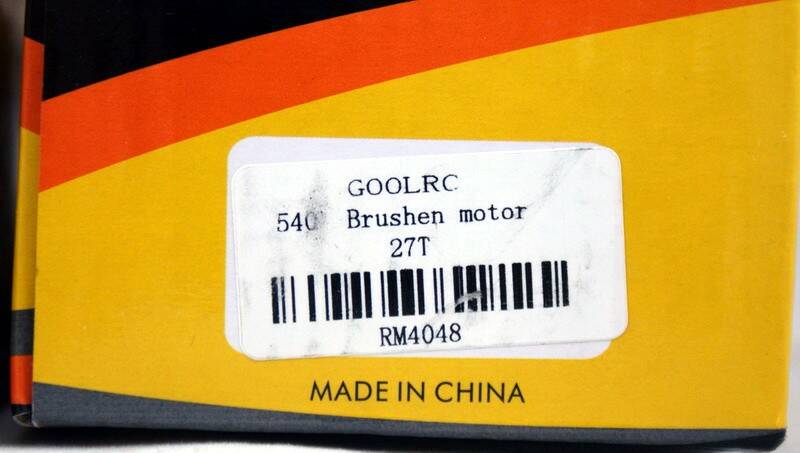 GOOLRC
540 Brushen motor
27T
RM4048
MADE IN CHINA